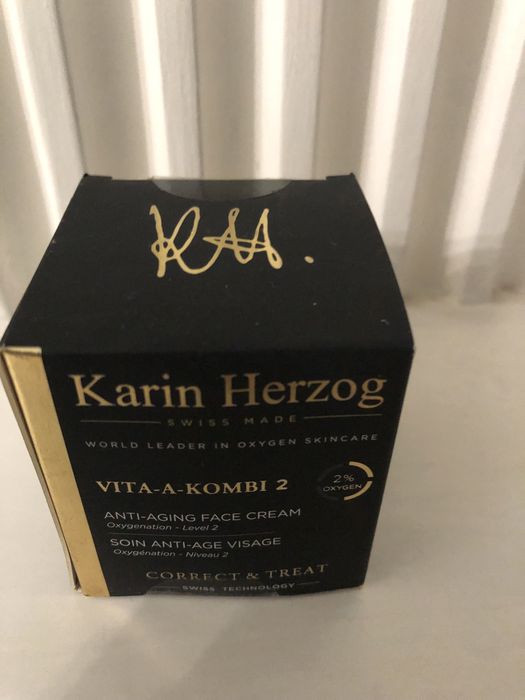 KH.
Karin Herzog
SWISS MADE
WORLD LEADER IN OXYGEN SKINCARE
VITA-A-KOMBI 2
2%
OXYGEN
ANTI-AGING FACE CREAM
Oxygenation - Level 2
SOIN ANTI-AGE VISAGE
Oxygénation - Niveau 2
CORRECT & TREAT
SWISS TECHNOLOGY